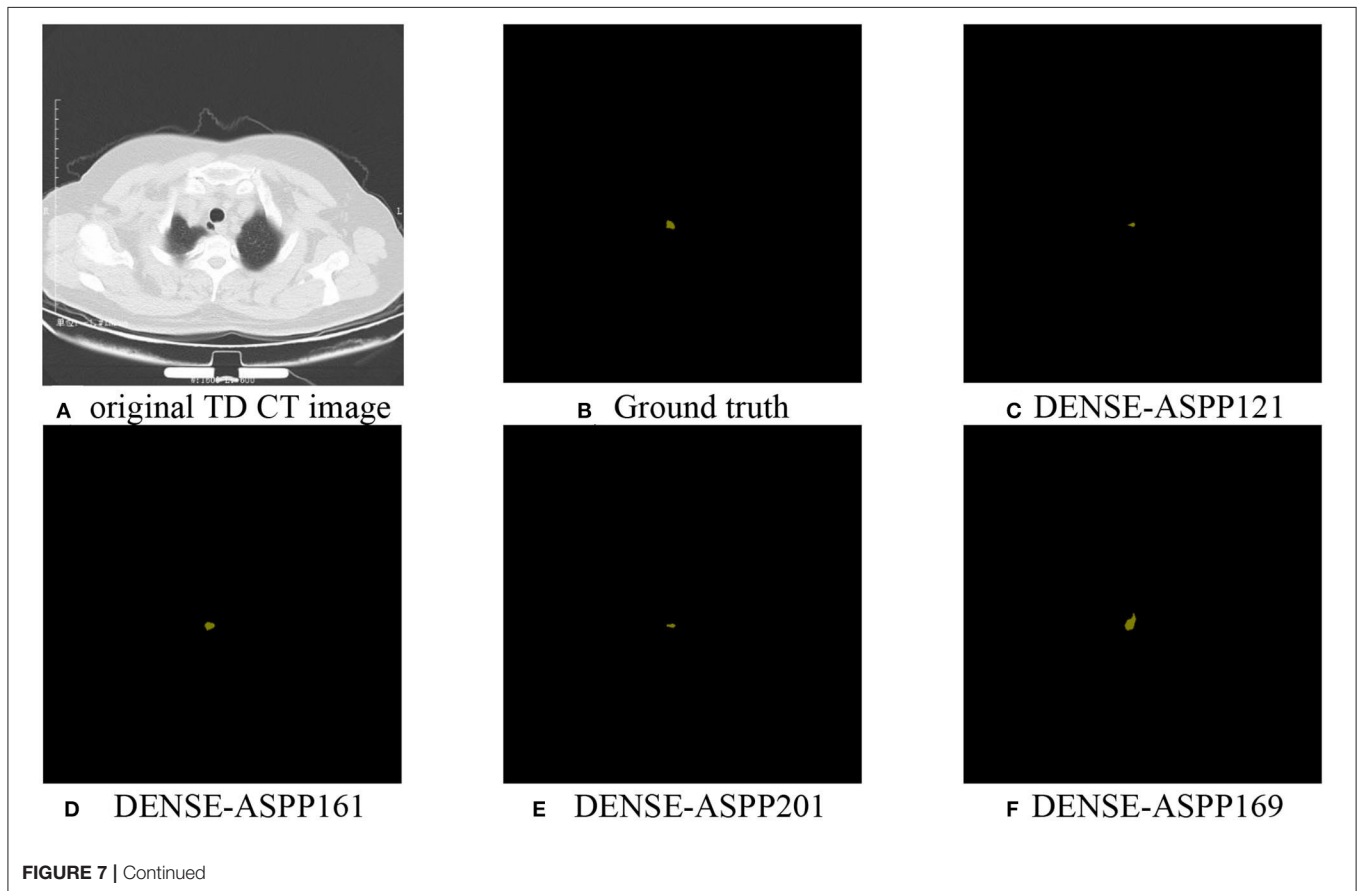 L
A original TD CT image
B Ground truth
C DENSE-ASPP121
D DENSE-ASPP161
E DENSE-ASPP201
F DENSE-ASPP169
FIGURE 7 | Continued